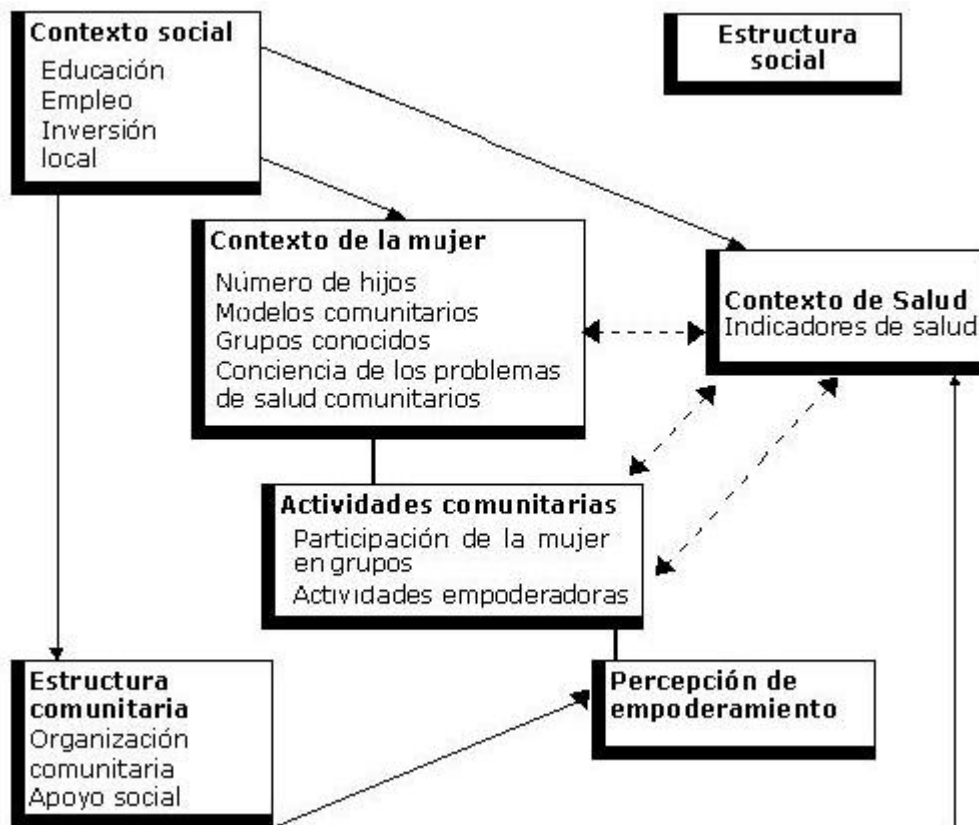 Contexto social
Educación
Empleo
Inversión
local
Estructura
social
Contexto de la mujer
Número de hijos
Modelos comunitarios
Grupos conocidos
Conciencia de los problemas
de salud comunitarios
Contexto de Salud
Indicadores de salud
Actividades comunitarias
Participación de la mujer
en grupos
Actividades empoderadoras
Estructura
comunitaria
Organización
comunitaria
Apoyo social
Percepción de
empoderamiento